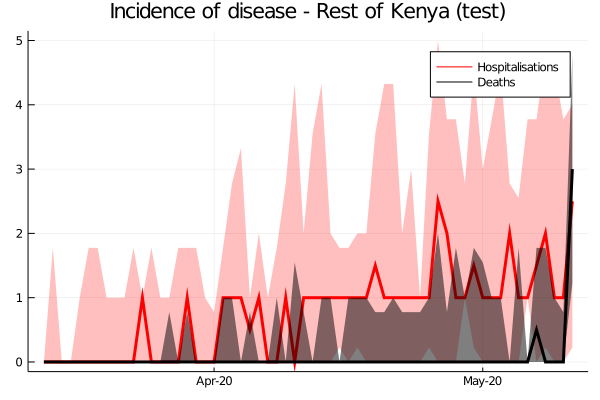 Incidence of disease - Rest of Kenya (test)
5
4
3
2
1
0
Hospitalisations
Deaths
Apr-20
May-20